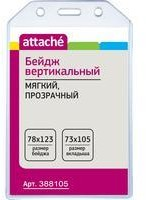 attaché
Бейдж
вертикальный
МЯГКИЙ,
ПРОЗРАЧНЫЙ
78x123 73x105
размер бейджа размер вкладыша
Арт. 388105